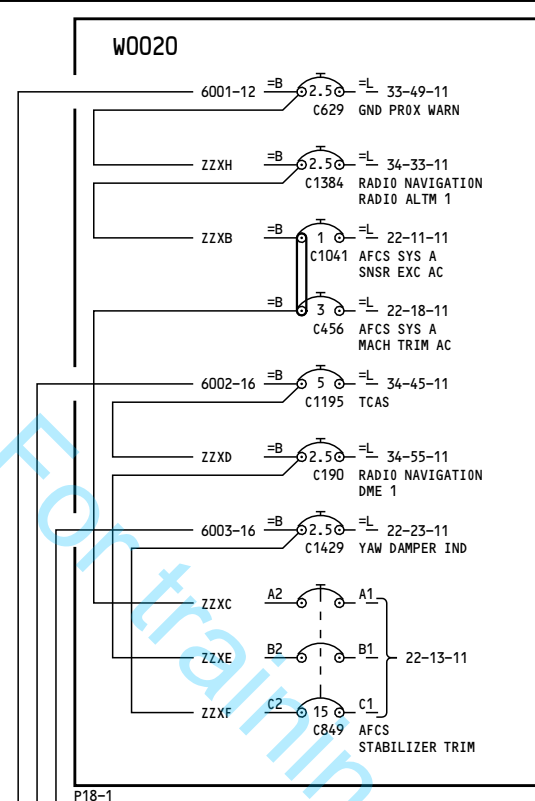 W0020
6001-12 =B 2.5 =L 33-49-11
C629 GND PROX WARN
ZZXH =B 2.5 =L 34-33-11
C1384 RADIO NAVIGATION
RADIO ALTM 1
ZZXB =B 1 =L 22-11-11
C1041 AFCS SYS A
SNSR EXC AC
=B 3 =L 22-18-11
C456 AFCS SYS A
MACH TRIM AC
6002-16 =B 5 =L 34-45-11
C1195 TCAS
ZZXD =B 2.5 =L 34-55-11
C190 RADIO NAVIGATION
DME 1
6003-16 =B 2.5 =L 22-23-11
C1429 YAW DAMPER IND
ZZXC A2 A1
ZZXE B2 B1 22-13-11
ZZXF C2 15 C1
C849 AFCS
STABILIZER TRIM
P18-1
For trainin